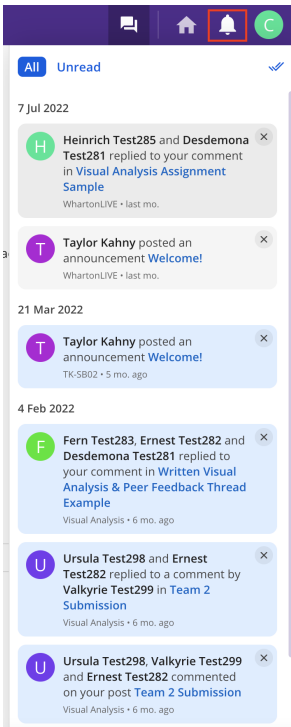 C
All Unread
7 Jul 2022
H
Heinrich Test285 and Desdemona
Test281 replied to your comment
in Visual Analysis Assignment
Sample
WhartonLIVE • last mo.
T
Taylor Kahny posted an
announcement Welcome!
WhartonLIVE • last mo.
21 Mar 2022
T
Taylor Kahny posted an
announcement Welcome!
TK-SB02 • 5 mo. ago
4 Feb 2022
F
Fern Test283, Ernest Test282 and
Desdemona Test281 replied to
your comment in Written Visual
Analysis & Peer Feedback Thread
Example
Visual Analysis • 6 mo. ago
U
Ursula Test298 and Ernest
Test282 replied to a comment by
Valkyrie Test299 in Team 2
Submission
Visual Analysis • 6 mo. ago
U
Ursula Test298, Valkyrie Test299
and Ernest Test282 commented
on your post Team 2 Submission
Visual Analysis • 6 mo. ago